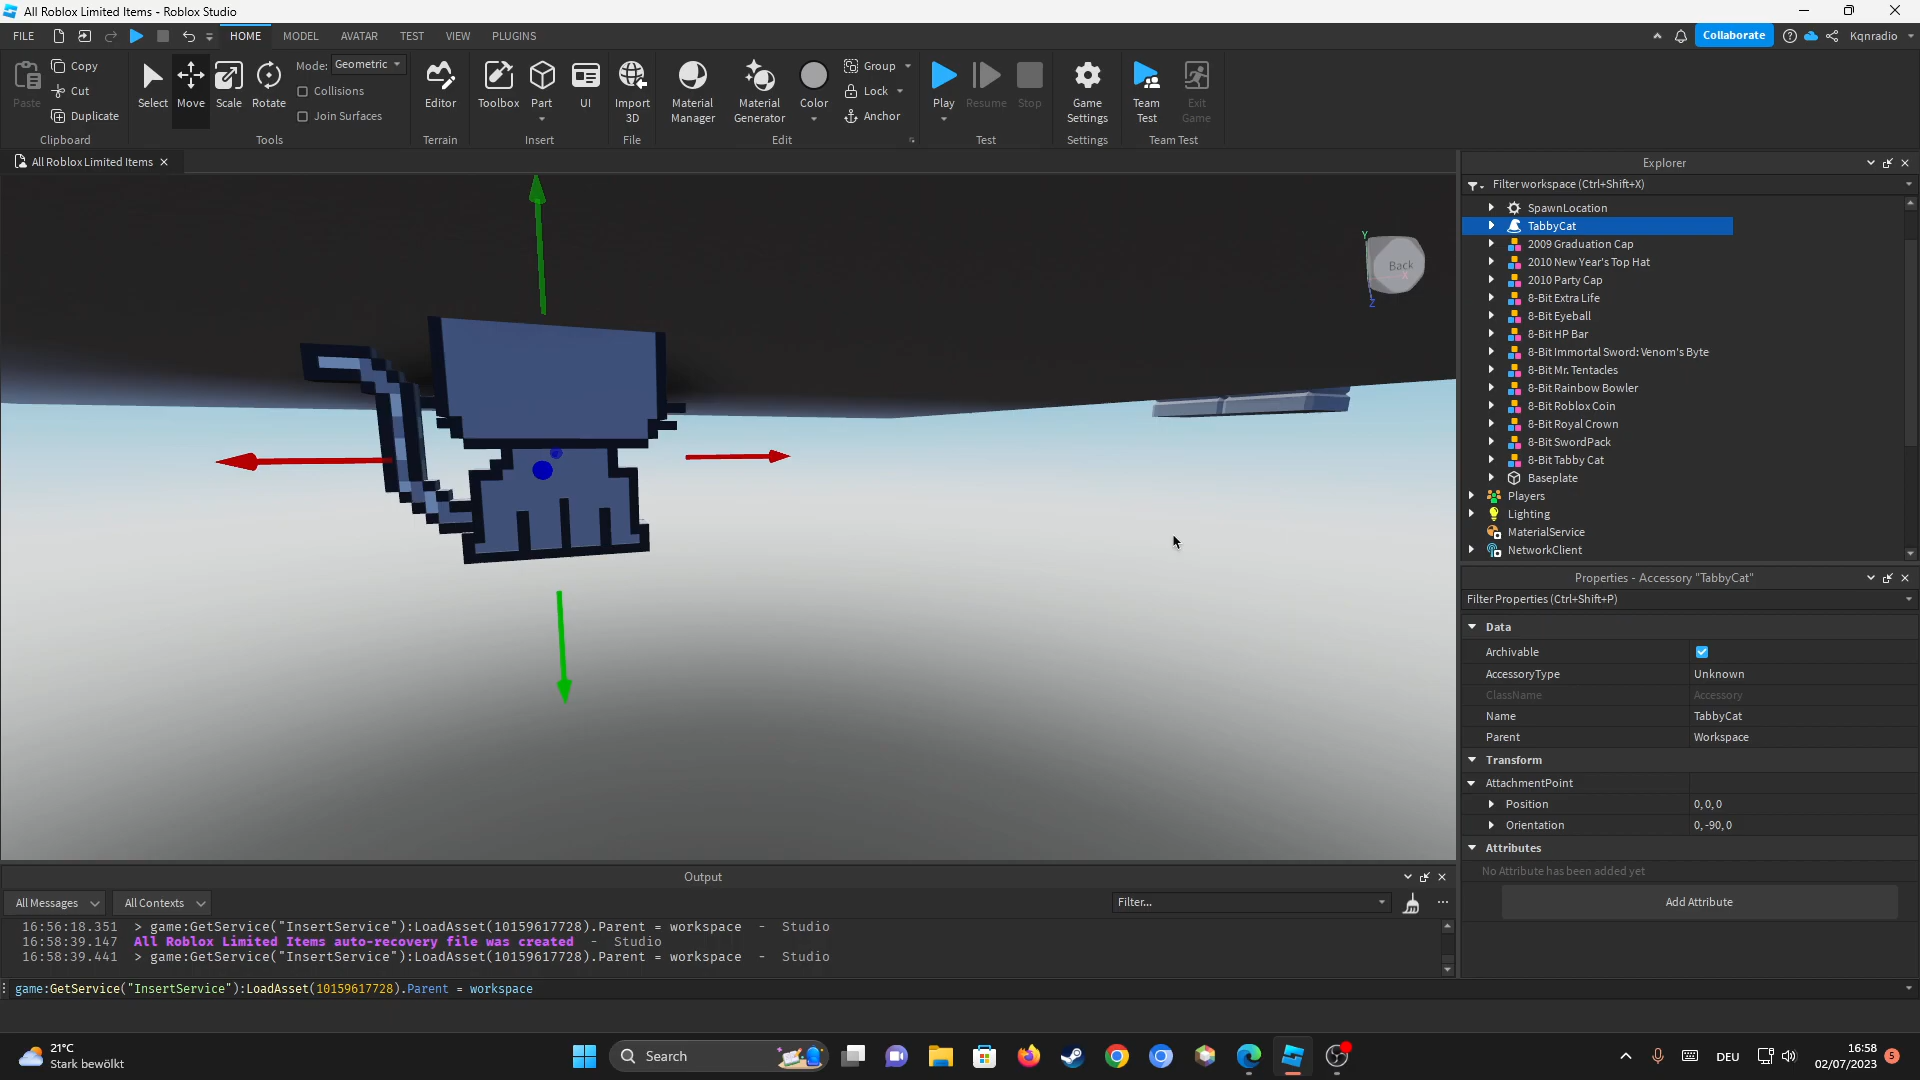 All Roblox Limited Items - Roblox Studio
FILE HOME MODEL AVATAR TEST VIEW PLUGINS Collaborate Kqnradio
Paste Copy Cut Duplicate Clipboard
Select Move Scale Rotate Mode: Geometric Collisions Join Surfaces Tools
Editor Terrain
Toolbox Part UI Insert
Import 3D File
Material Manager Material Generator Color Group Lock Anchor Edit
Play Resume Stop Test
Game Settings Settings
Team Test Exit Game Team Test
All Roblox Limited Items
Y
Back
X
Z
Explorer
Filter workspace (Ctrl+Shift+X)
SpawnLocation
TabbyCat
2009 Graduation Cap
2010 New Year's Top Hat
2010 Party Cap
8-Bit Extra Life
8-Bit Eyeball
8-Bit HP Bar
8-Bit Immortal Sword: Venom's Byte
8-Bit Mr. Tentacles
8-Bit Rainbow Bowler
8-Bit Roblox Coin
8-Bit Royal Crown
8-Bit SwordPack
8-Bit Tabby Cat
Baseplate
Players
Lighting
MaterialService
NetworkClient
Properties - Accessory "TabbyCat"
Filter Properties (Ctrl+Shift+P)
Data
Archivable
AccessoryType Unknown
ClassName Accessory
Name TabbyCat
Parent Workspace
Transform
AttachmentPoint
Position 0, 0, 0
Orientation 0, -90, 0
Attributes
No Attribute has been added yet
Add Attribute
Output
All Messages All Contexts Filter...
16:56:18.351 > game:GetService("InsertService"):LoadAsset(10159617728).Parent = workspace - Studio
16:58:39.147 All Roblox Limited Items auto-recovery file was created - Studio
16:58:39.441 > game:GetService("InsertService"):LoadAsset(10159617728).Parent = workspace - Studio
game:GetService("InsertService"):LoadAsset(10159617728).Parent = workspace
21°C
Stark bewölkt
Search
DEU
16:58
02/07/2023
5